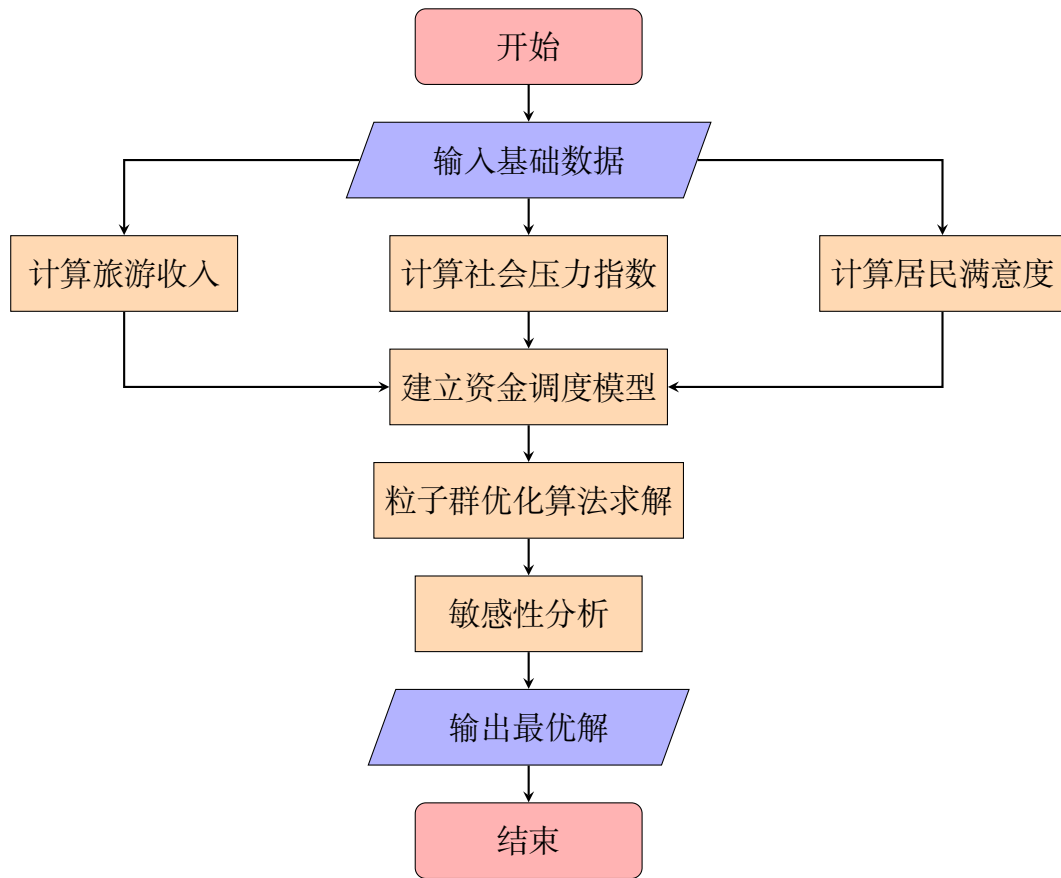 开始
输入基础数据
计算旅游收入
计算社会压力指数
计算居民满意度
建立资金调度模型
粒子群优化算法求解
敏感性分析
输出最优解
结束